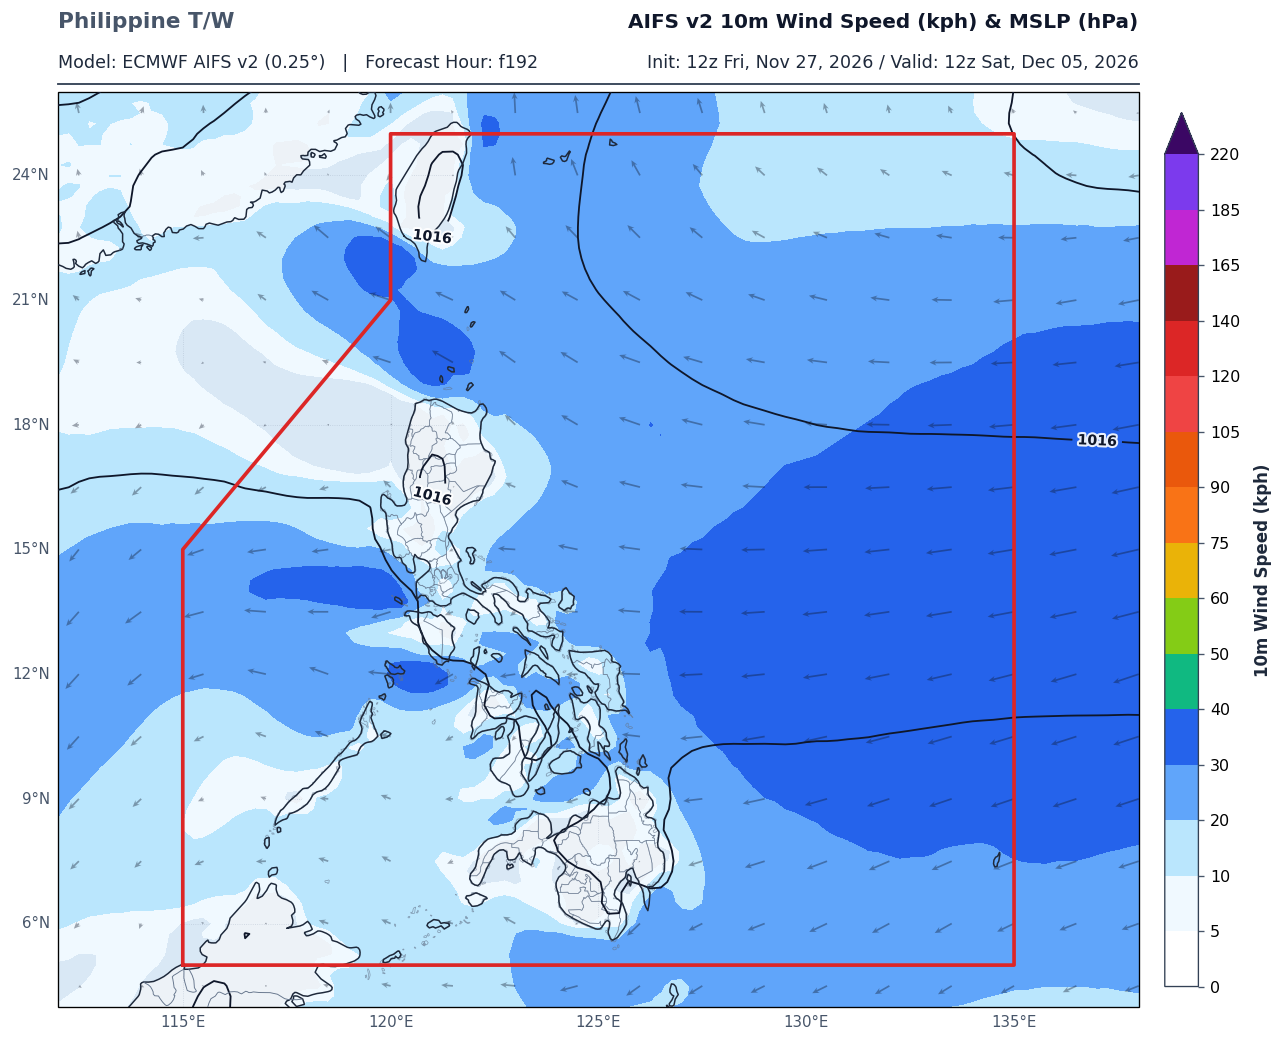 Philippine T/W
AIFS v2 10m Wind Speed (kph) & MSLP (hPa)
Model: ECMWF AIFS v2 (0.25°) | Forecast Hour: f192
Init: 12z Fri, Nov 27, 2026 / Valid: 12z Sat, Dec 05, 2026
24°N
21°N
18°N
15°N
12°N
9°N
6°N
115°E
120°E
125°E
130°E
135°E
1016
1016
1016
220
185
165
140
120
105
90
75
60
50
40
30
20
10
5
0
10m Wind Speed (kph)